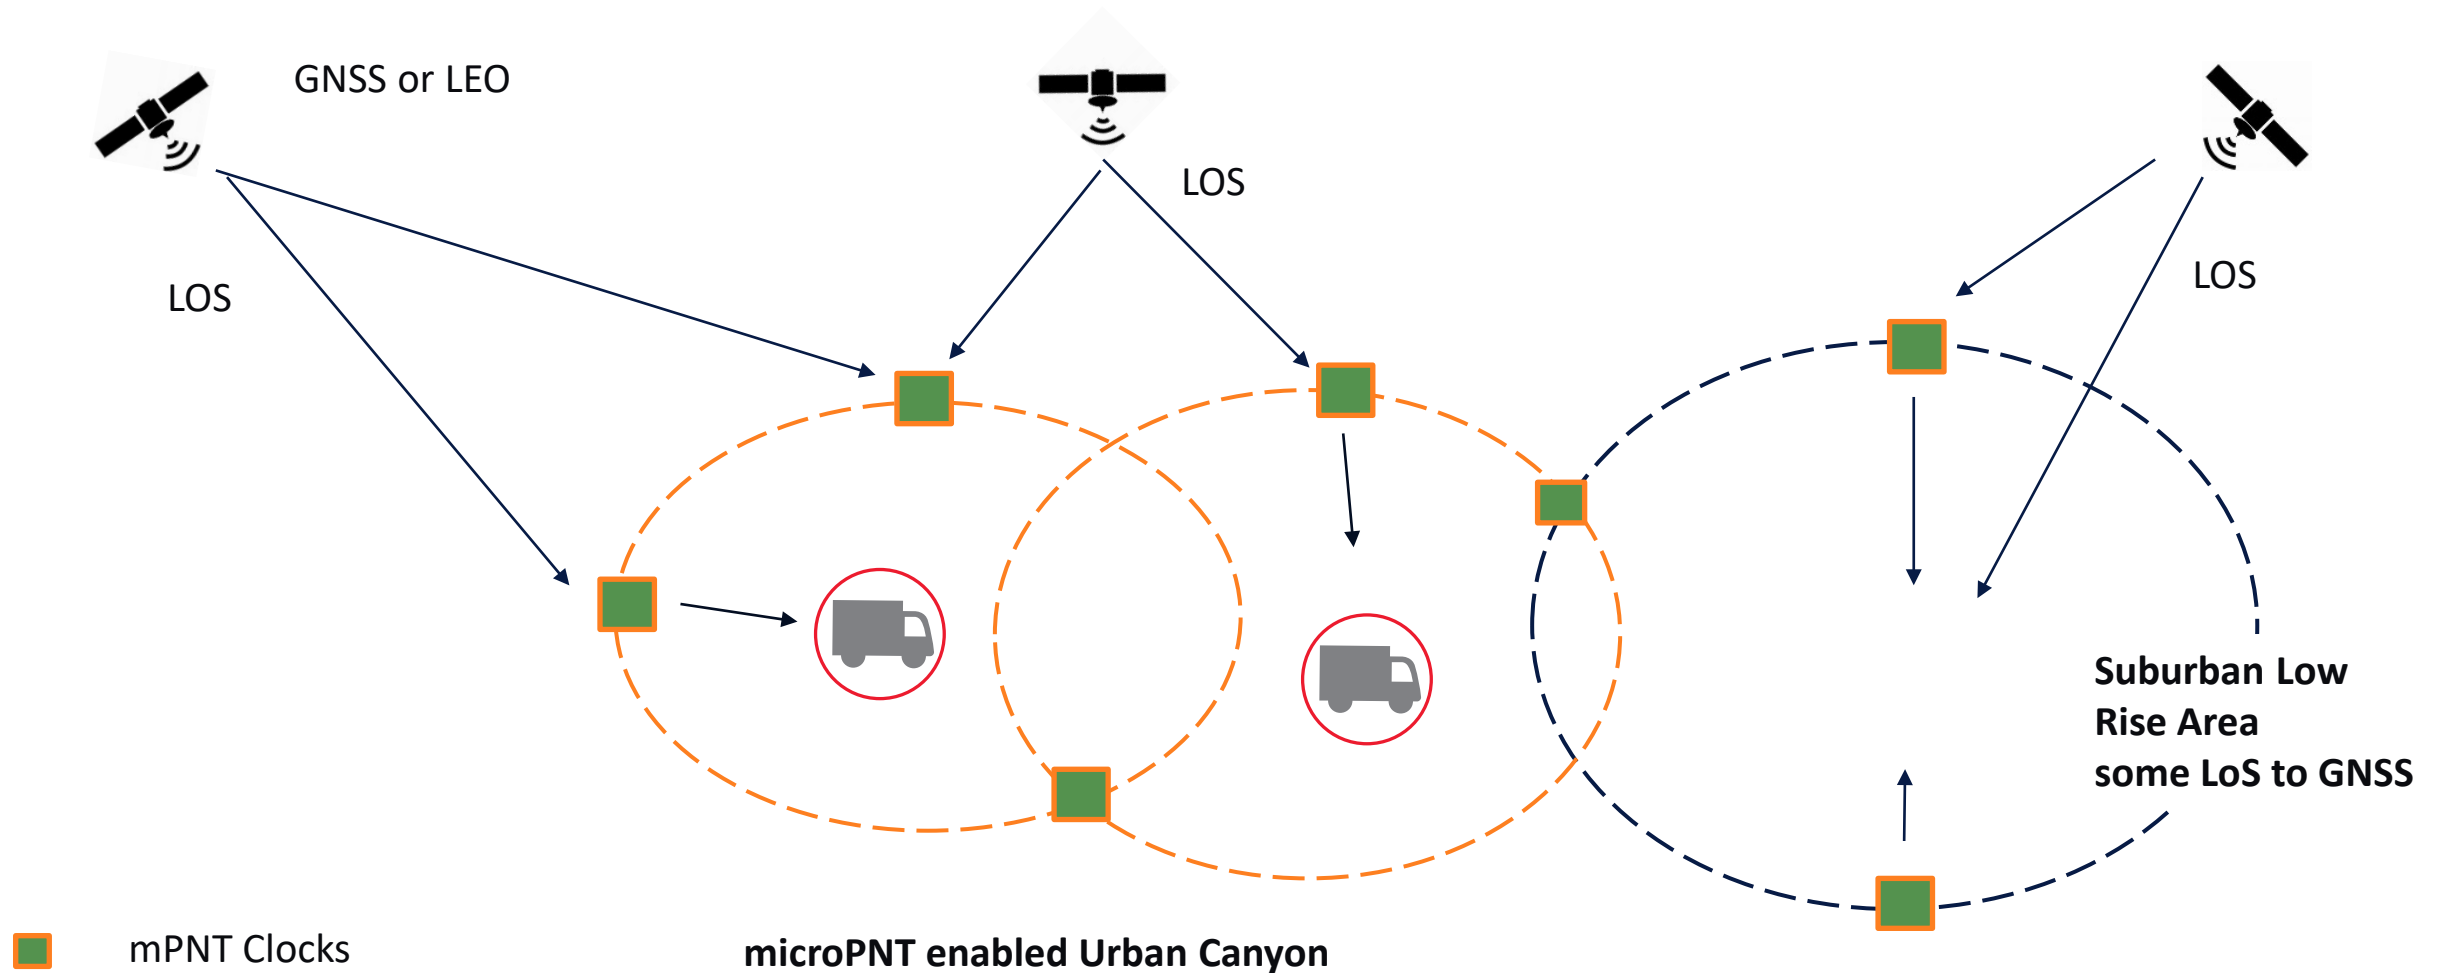 GNSS or LEO
LOS
LOS
LOS
Suburban Low
Rise Area
some LoS to GNSS
mPNT Clocks
microPNT enabled Urban Canyon